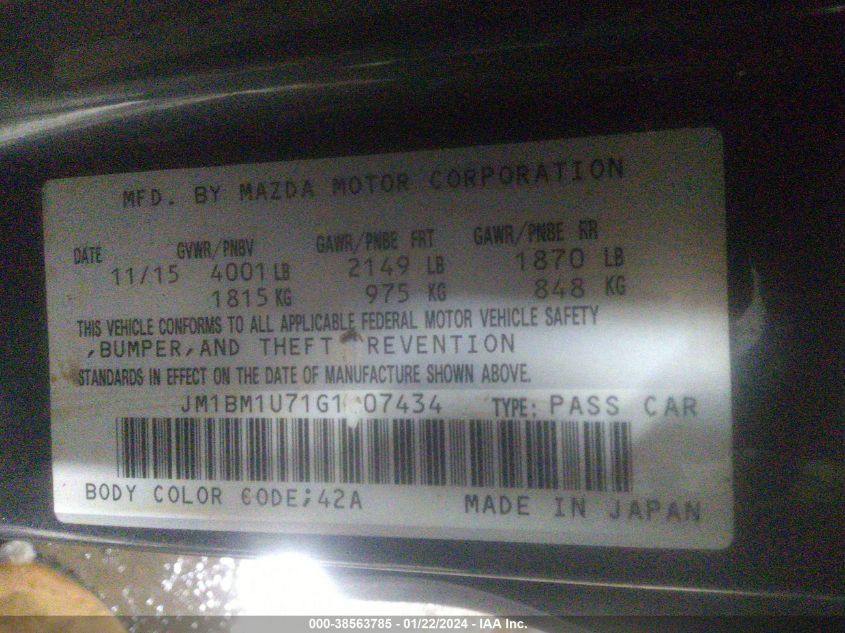 MFD. BY MAZDA MOTOR CORPORATION
DATE GVWR/PNBV GAWR/PNBE FRT GAWR/PNBE RR
11/15 4001 LB 2149 LB 1870 LB
1815 KG 975 KG 848 KG
THIS VEHICLE CONFORMS TO ALL APPLICABLE FEDERAL MOTOR VEHICLE SAFETY
,BUMPER,AND THEFT REVENTION
STANDARDS IN EFFECT ON THE DATE OF MANUFACTURE SHOWN ABOVE.
JM1BM1U71G1 07434 TYPE: PASS CAR
BODY COLOR CODE;42A MADE IN JAPAN
000-38563785 - 01/22/2024 - IAA Inc.